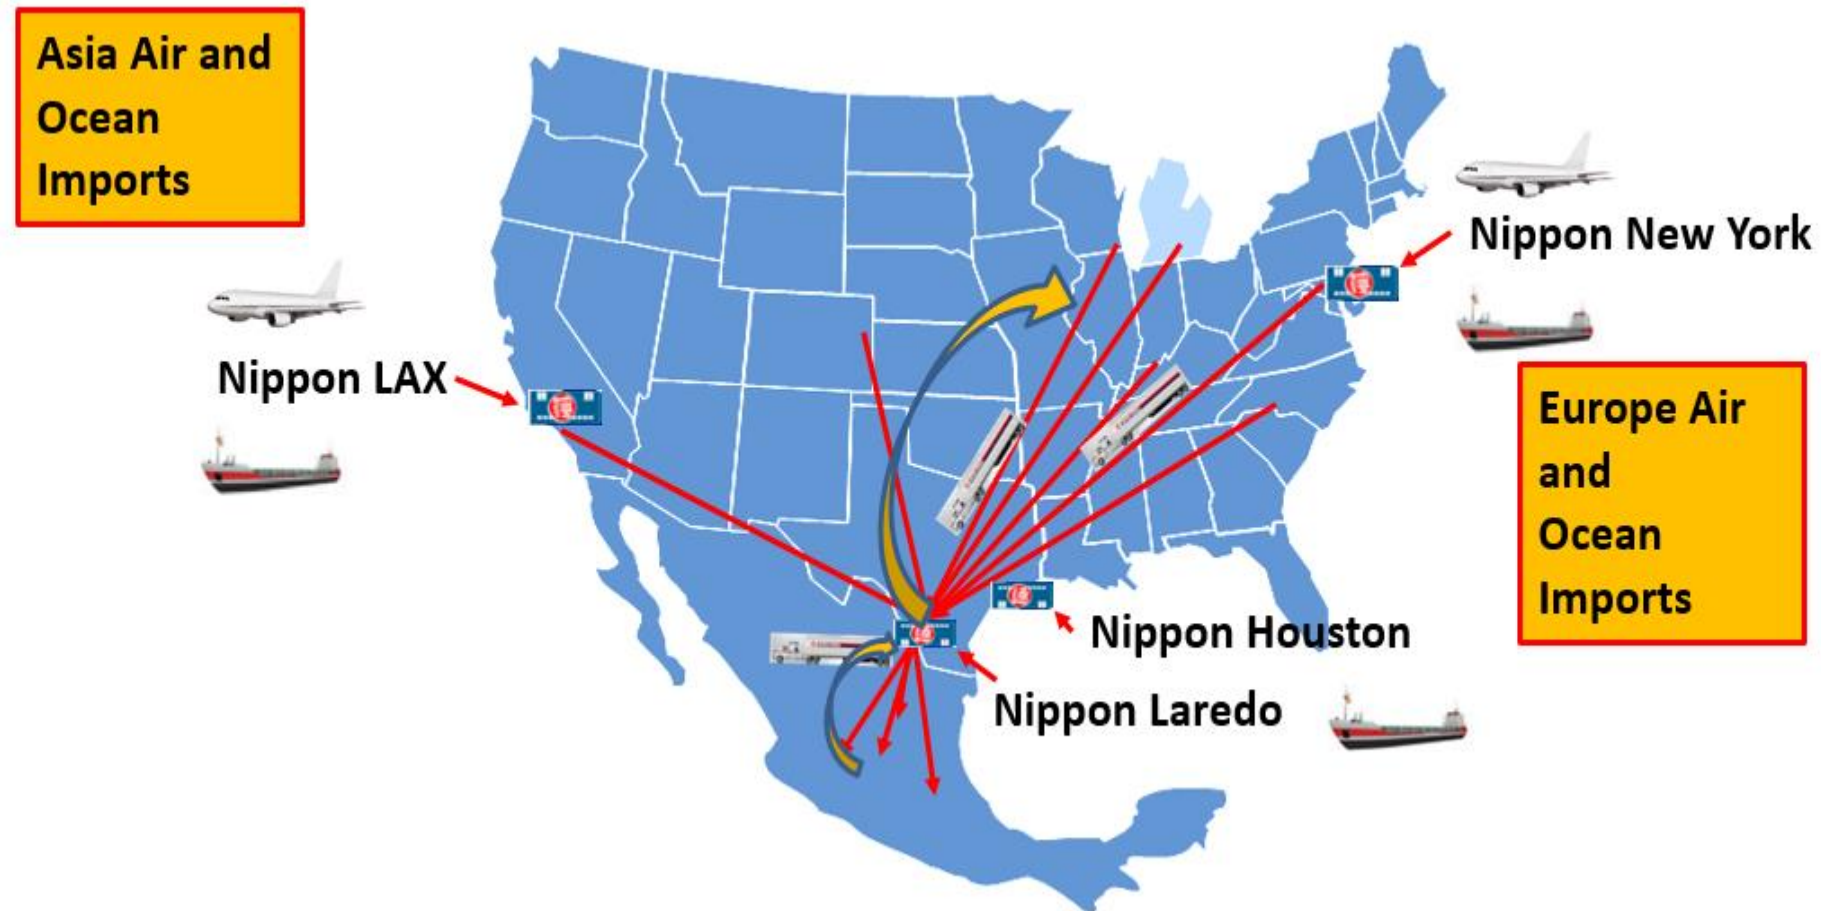 Asia Air and
Ocean
Imports
Nippon New York
Nippon LAX
Europe Air
and
Ocean
Imports
Nippon Houston
Nippon Laredo